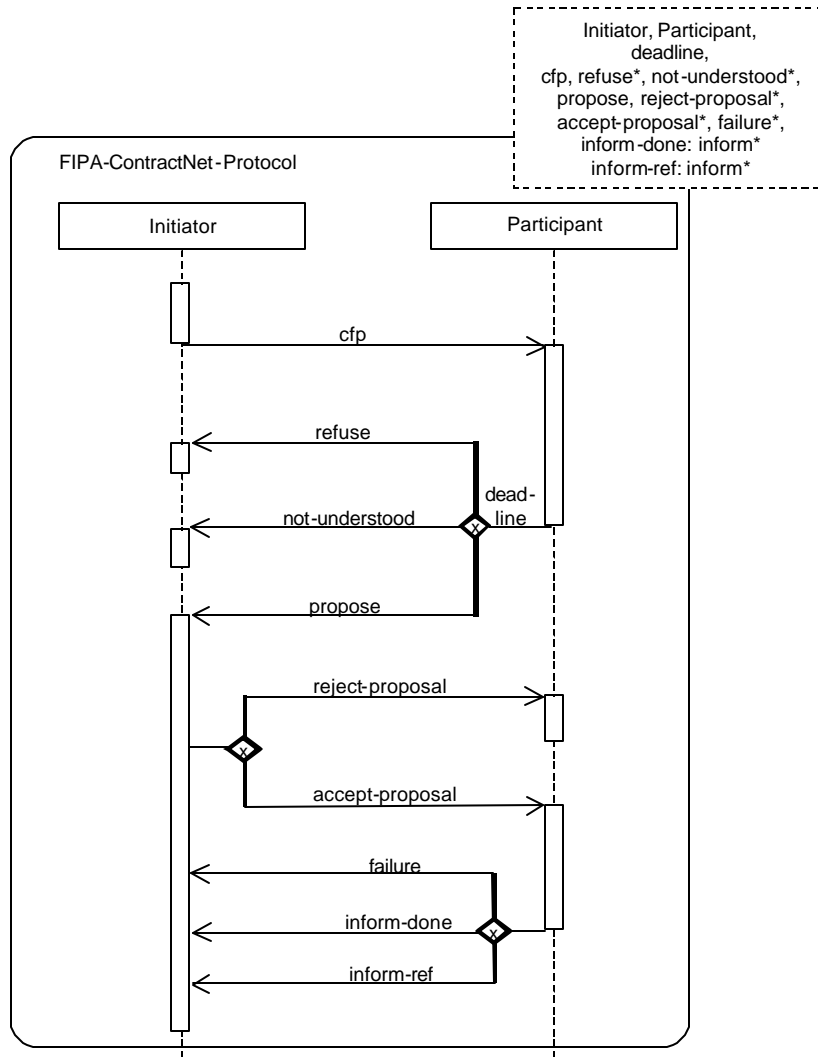 Initiator, Participant,
deadline,
cfp, refuse*, not-understood*,
propose, reject-proposal*,
accept-proposal*, failure*,
inform-done: inform*
inform-ref: inform*
FIPA-ContractNet-Protocol
Initiator
Participant
cfp
refuse
dead-
line
not-understood
x
propose
reject-proposal
x
accept-proposal
failure
inform-done
x
inform-ref